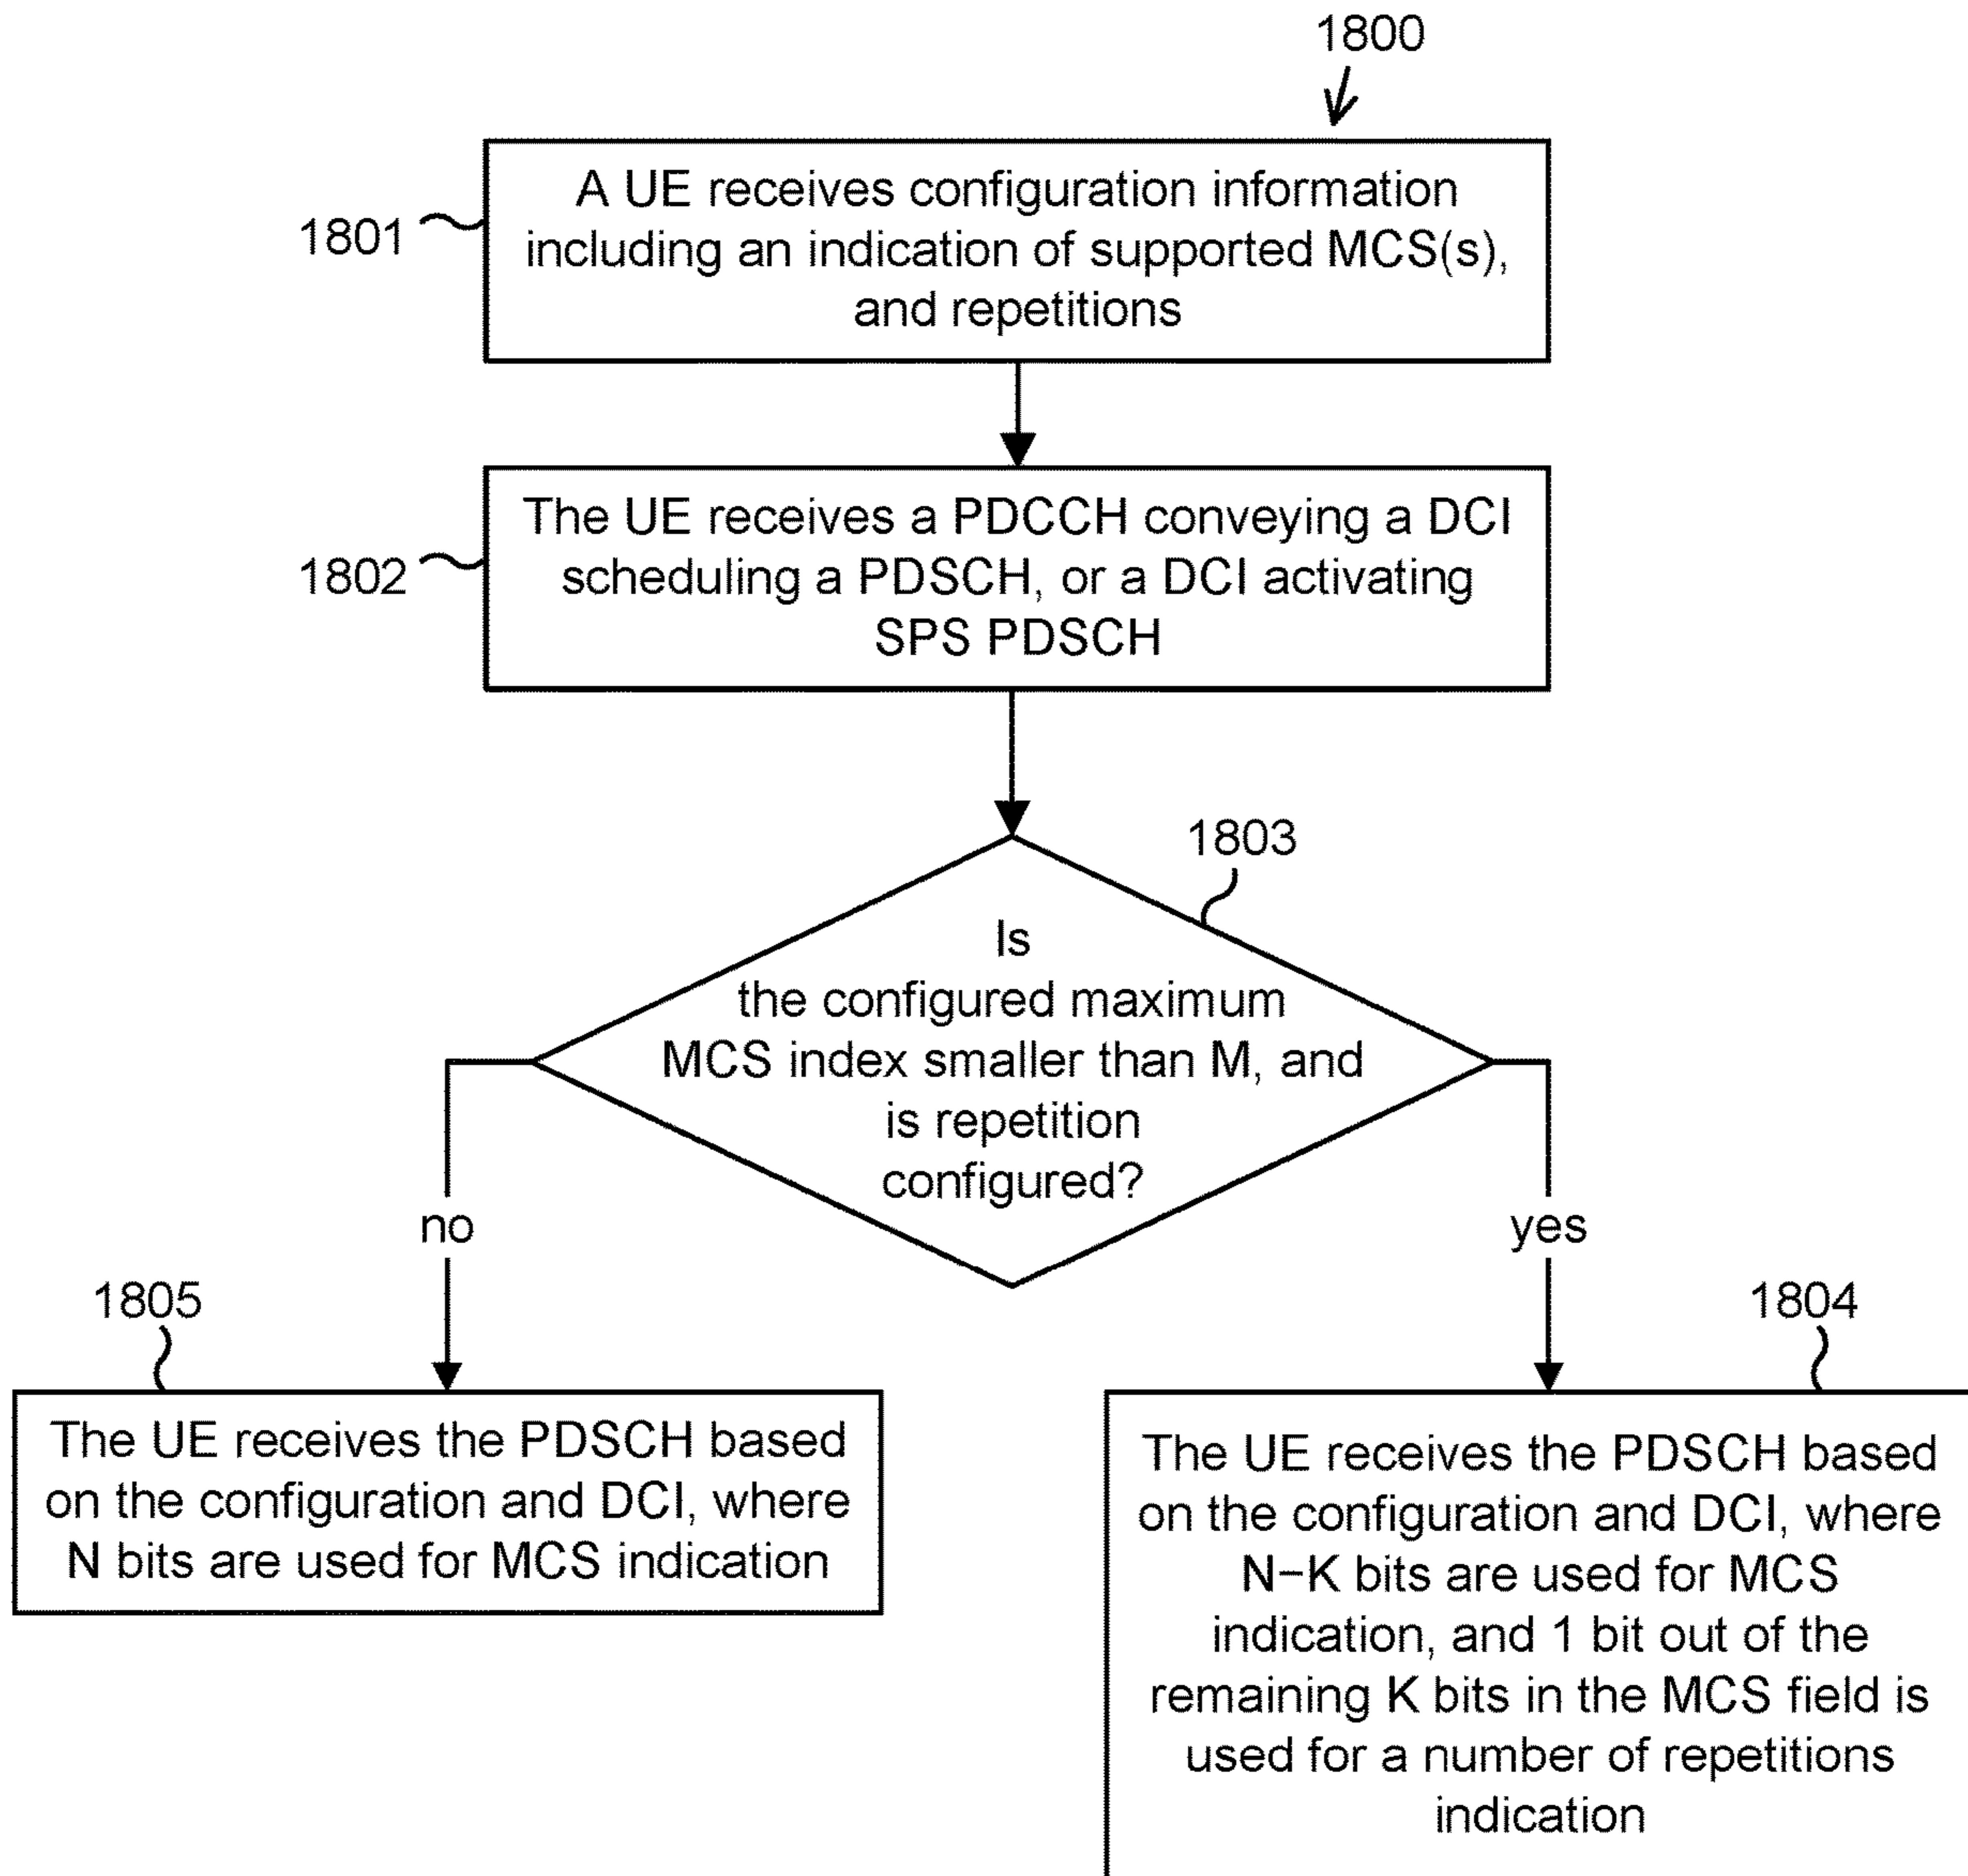 1800
1801
A UE receives configuration information
including an indication of supported MCS(s),
and repetitions
1802
The UE receives a PDCCH conveying a DCI
scheduling a PDSCH, or a DCI activating
SPS PDSCH
1803
Is
the configured maximum
MCS index smaller than M, and
is repetition
configured?
no
yes
1805
The UE receives the PDSCH based
on the configuration and DCI, where
N bits are used for MCS indication
1804
The UE receives the PDSCH based
on the configuration and DCI, where
N−K bits are used for MCS
indication, and 1 bit out of the
remaining K bits in the MCS field is
used for a number of repetitions
indication